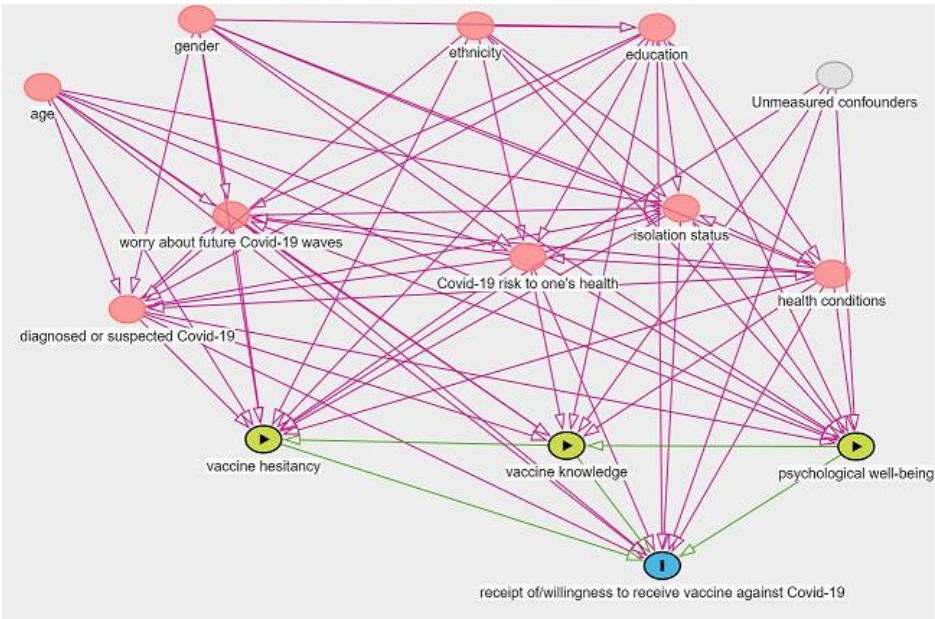 gender
ethnicity
education
Unmeasured confounders
age
worry about future Covid-19 waves
isolation status
Covid-19 risk to one's health
health conditions
diagnosed or suspected Covid-19
vaccine hesitancy
vaccine knowledge
psychological well-being
receipt of/willingness to receive vaccine against Covid-19